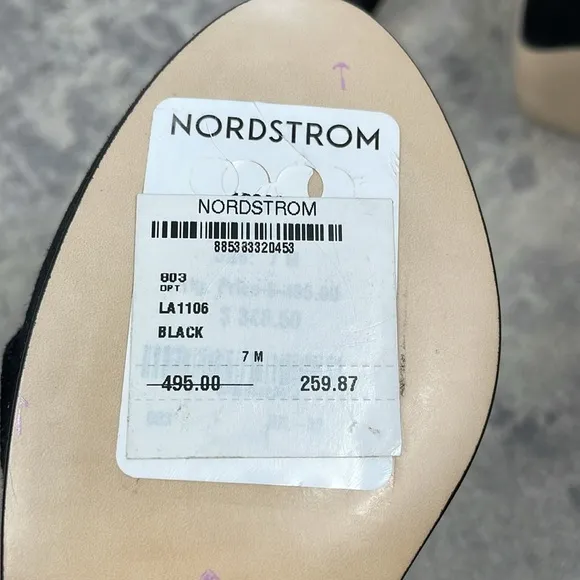 NORDSTROM
NORDSTROM
885383320453
803
DPT
LA1106
BLACK
7 M
495.00 259.87